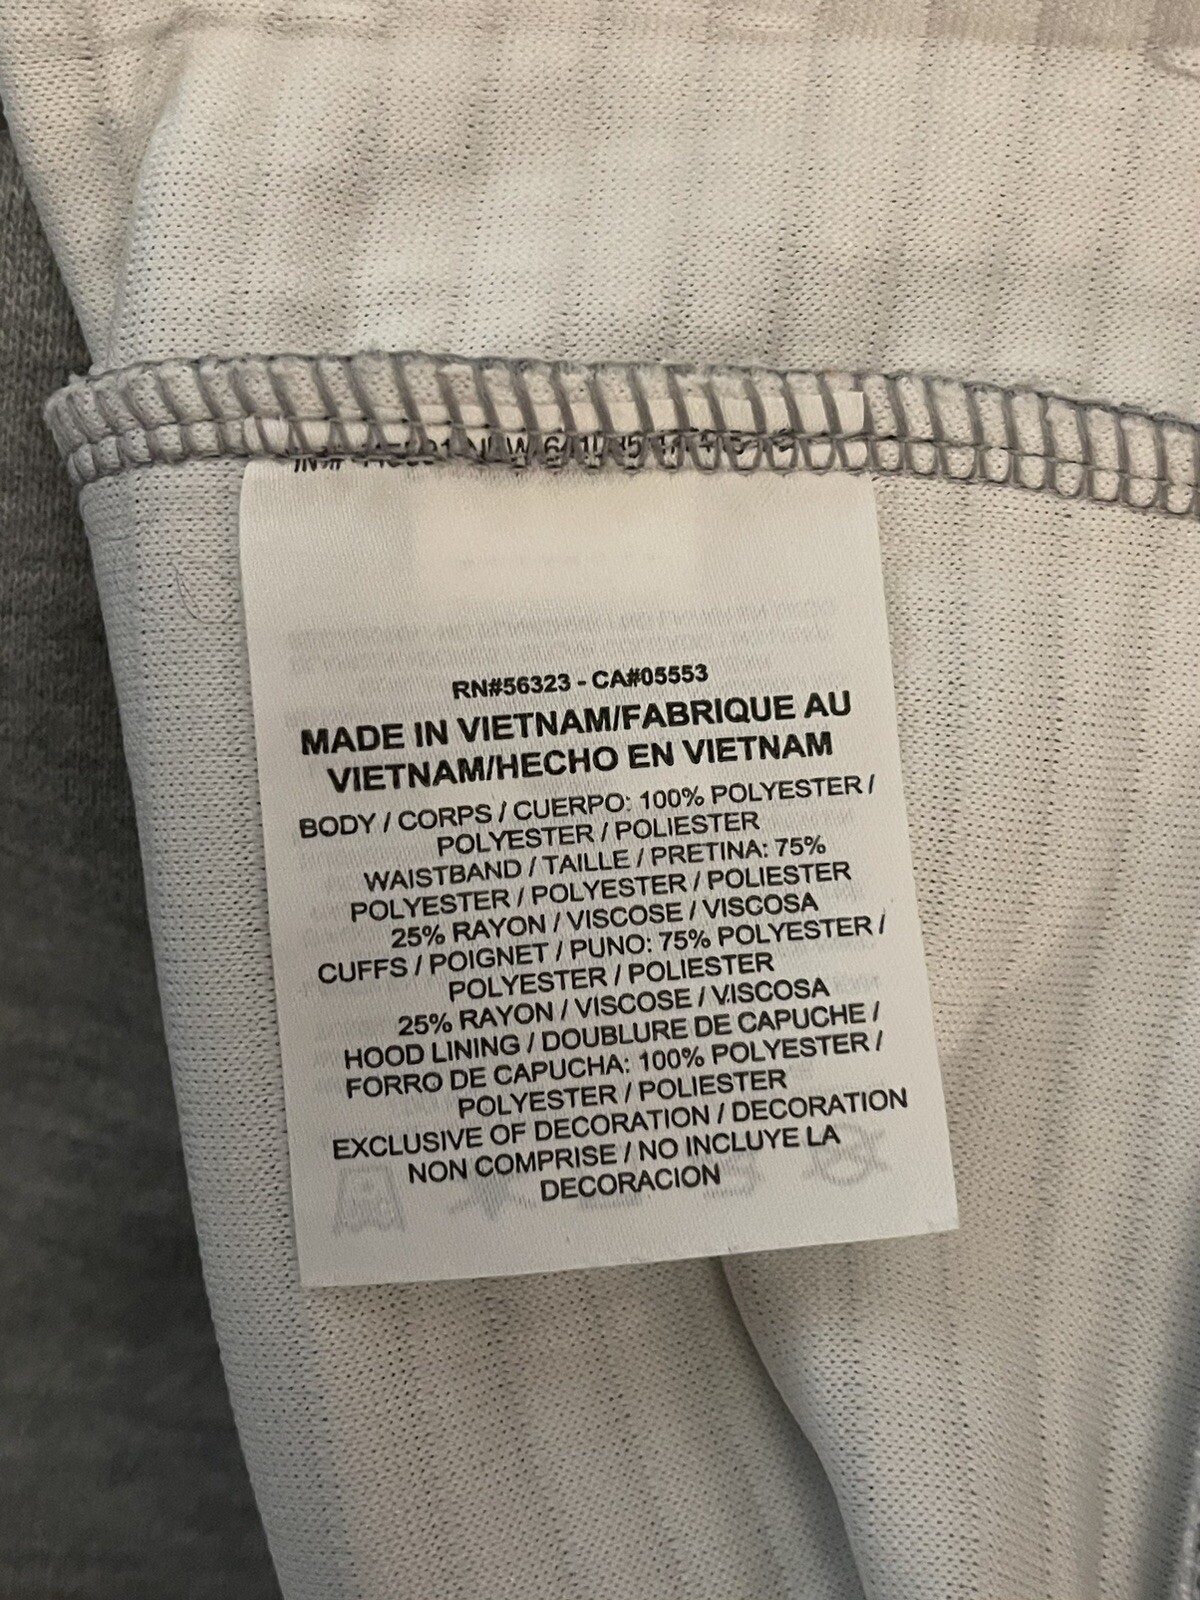 RN#56323 - CA#05553
MADE IN VIETNAM/FABRIQUE AU
VIETNAM/HECHO EN VIETNAM
BODY / CORPS / CUERPO: 100% POLYESTER /
POLYESTER / POLIESTER
WAISTBAND / TAILLE / PRETINA: 75%
POLYESTER / POLYESTER / POLIESTER
25% RAYON / VISCOSE / VISCOSA
CUFFS / POIGNET / PUNO: 75% POLYESTER /
POLYESTER / POLIESTER
25% RAYON / VISCOSE / VISCOSA
HOOD LINING / DOUBLURE DE CAPUCHE /
FORRO DE CAPUCHA: 100% POLYESTER /
POLYESTER / POLIESTER
EXCLUSIVE OF DECORATION / DECORATION
NON COMPRISE / NO INCLUYE LA
DECORACION